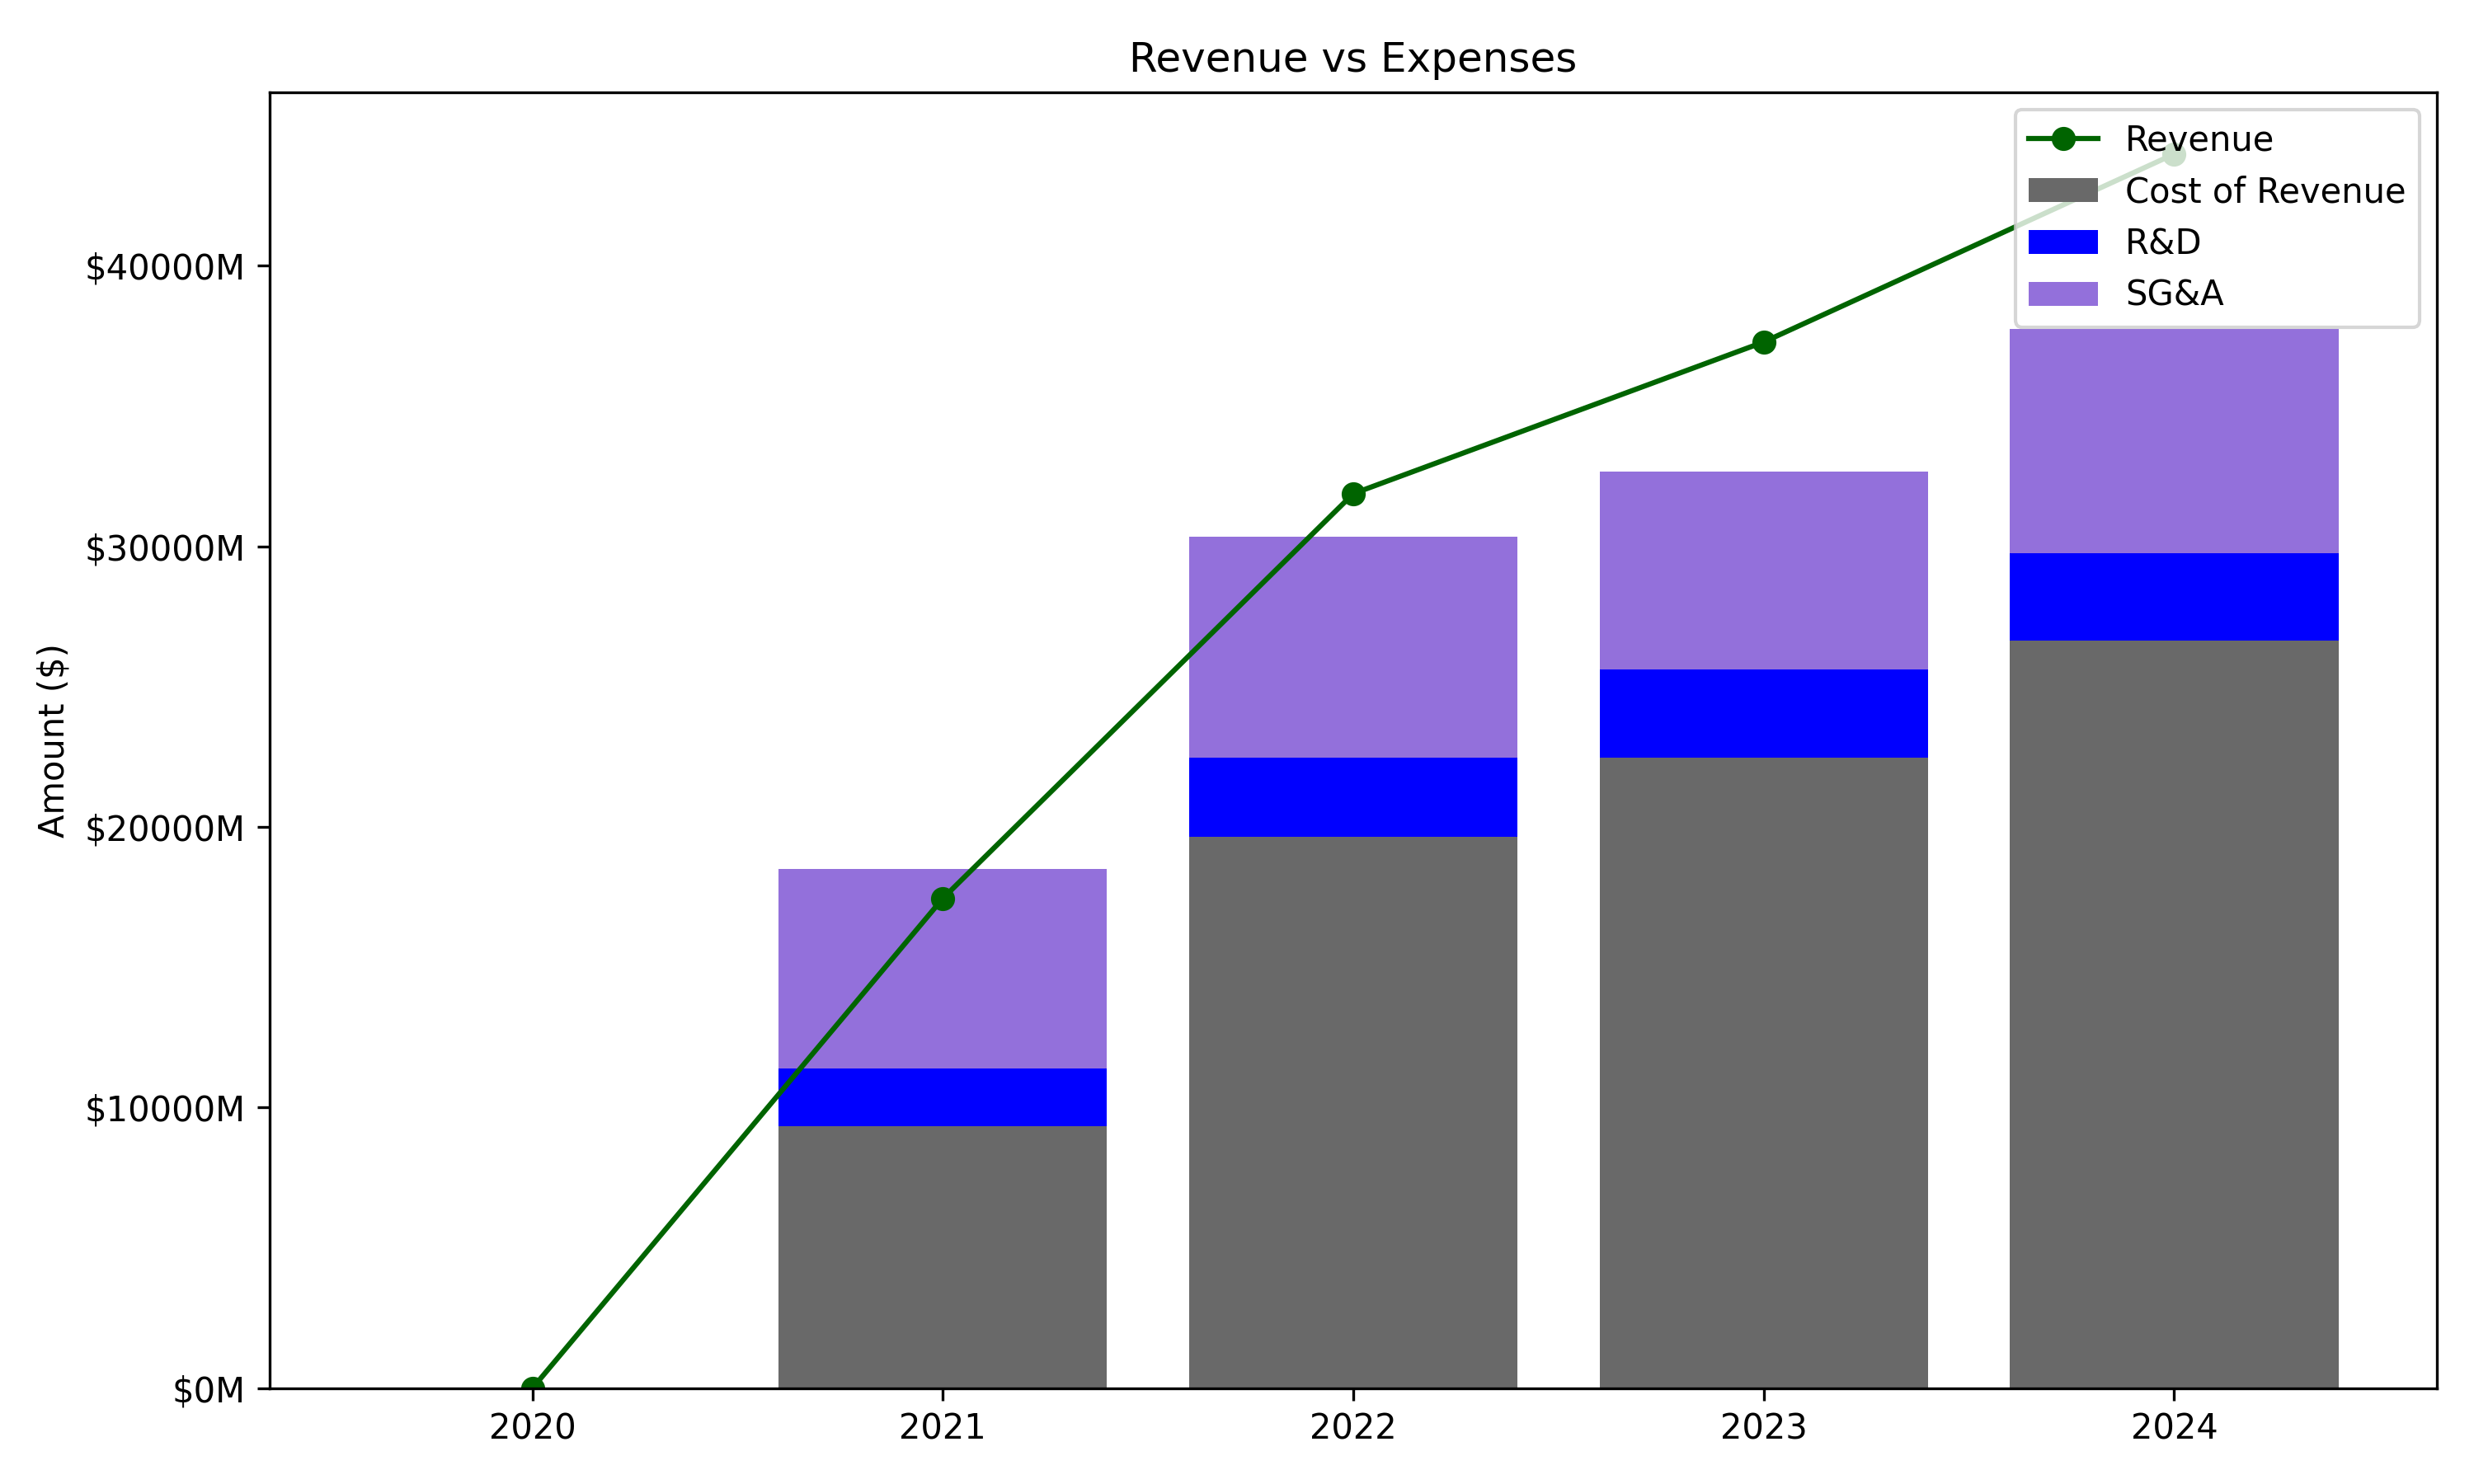 Revenue vs Expenses
Revenue
Cost of Revenue
R&D
SG&A
Amount ($)
$40000M
$30000M
$20000M
$10000M
$0M
2020
2021
2022
2023
2024